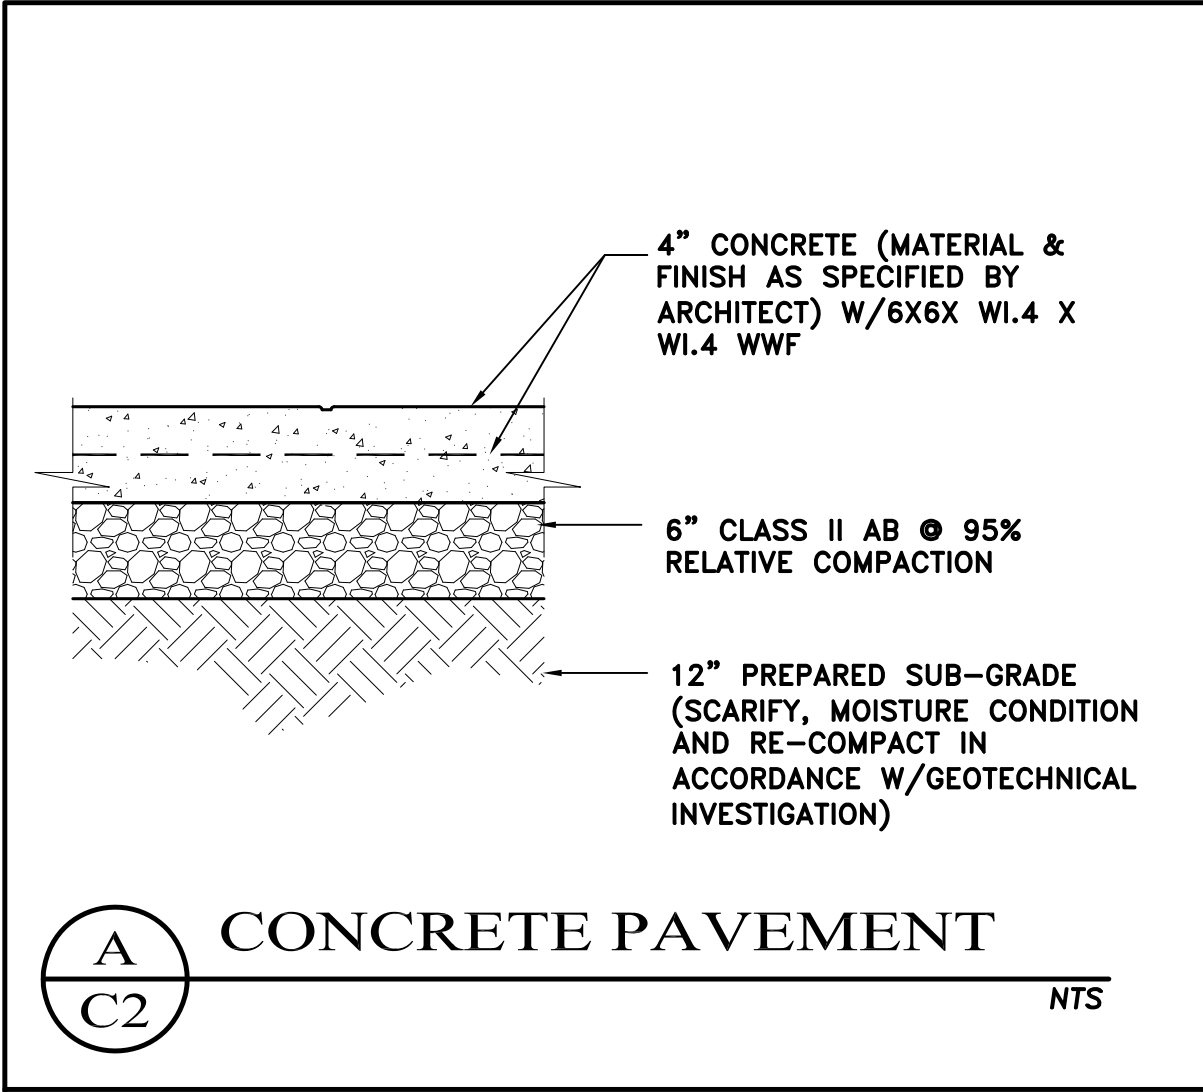 4” CONCRETE (MATERIAL &
FINISH AS SPECIFIED BY
ARCHITECT) W/6X6X WI.4 X
WI.4 WWF
6” CLASS II AB @ 95%
RELATIVE COMPACTION
12” PREPARED SUB-GRADE
(SCARIFY, MOISTURE CONDITION
AND RE-COMPACT IN
ACCORDANCE W/GEOTECHNICAL
INVESTIGATION)
A
C2
CONCRETE PAVEMENT
NTS